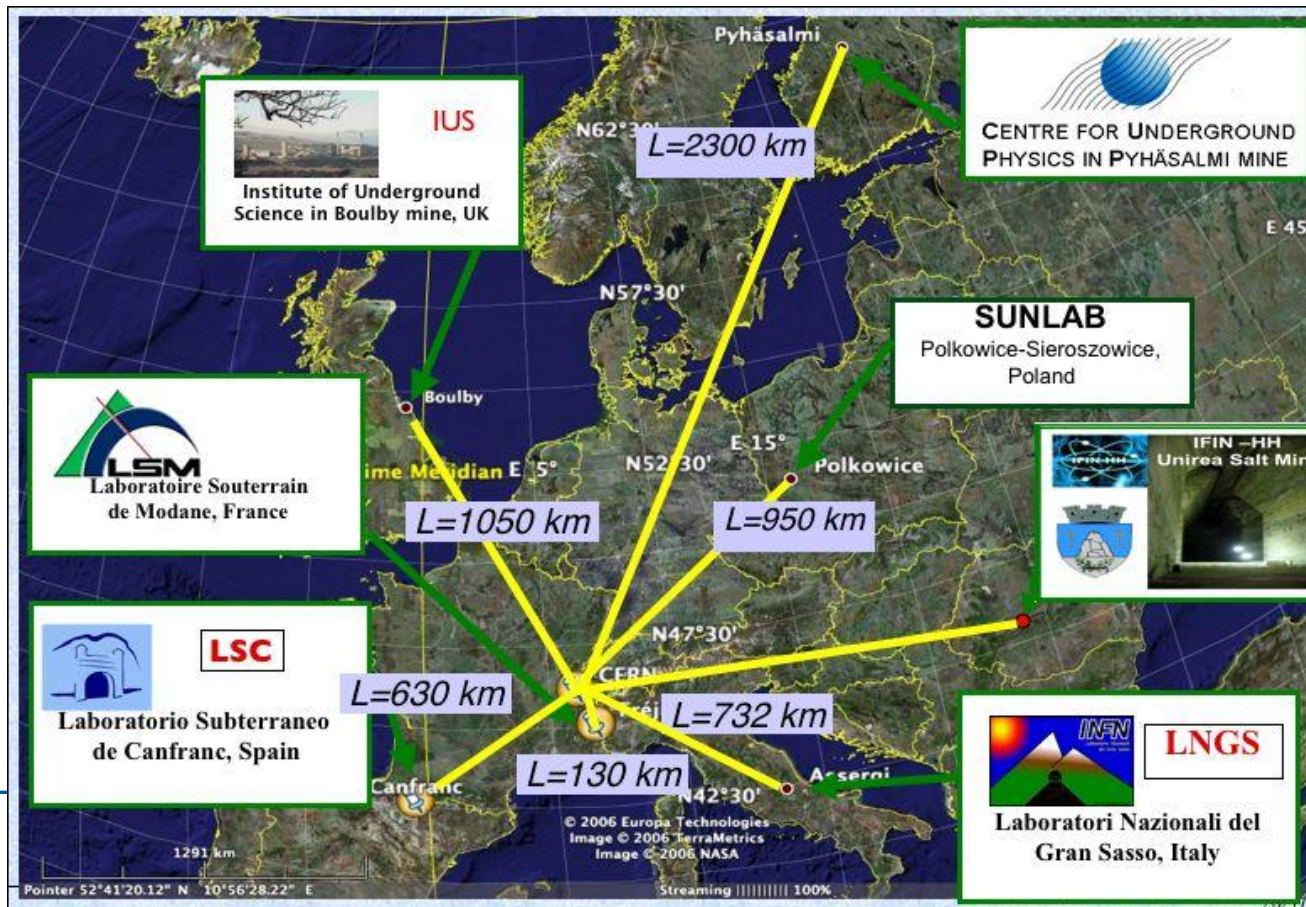 Pyhäsalmi
CENTRE FOR UNDERGROUND
PHYSICS IN PYHÄSALMI MINE
IUS
Institute of Underground
Science in Boulby mine, UK
N62°30'
L=2300 km
E 45
N57°30'
SUNLAB
Polkowice-Sieroszowice,
Poland
LSM
Laboratoire Souterrain
de Modane, France
Boulby
ime Meridian
E 5°
E 15°
N52°30'
Polkowice
L=1050 km
L=950 km
IFIN-HH
IFIN –HH
Unirea Salt Min
LSC
Laboratorio Subterraneo
de Canfranc, Spain
N47°30'
CERN
L=630 km
L=732 km
L=130 km
Canfranc
Assergi
N42°30'
INFN
LNGS
Laboratori Nazionali del
Gran Sasso, Italy
© 2006 Europa Technologies
Image © 2006 TerraMetrics
Image © 2006 NASA
1291 km
Pointer 52°41'20.12" N 10°56'28.22" E
Streaming |||||||||| 100%